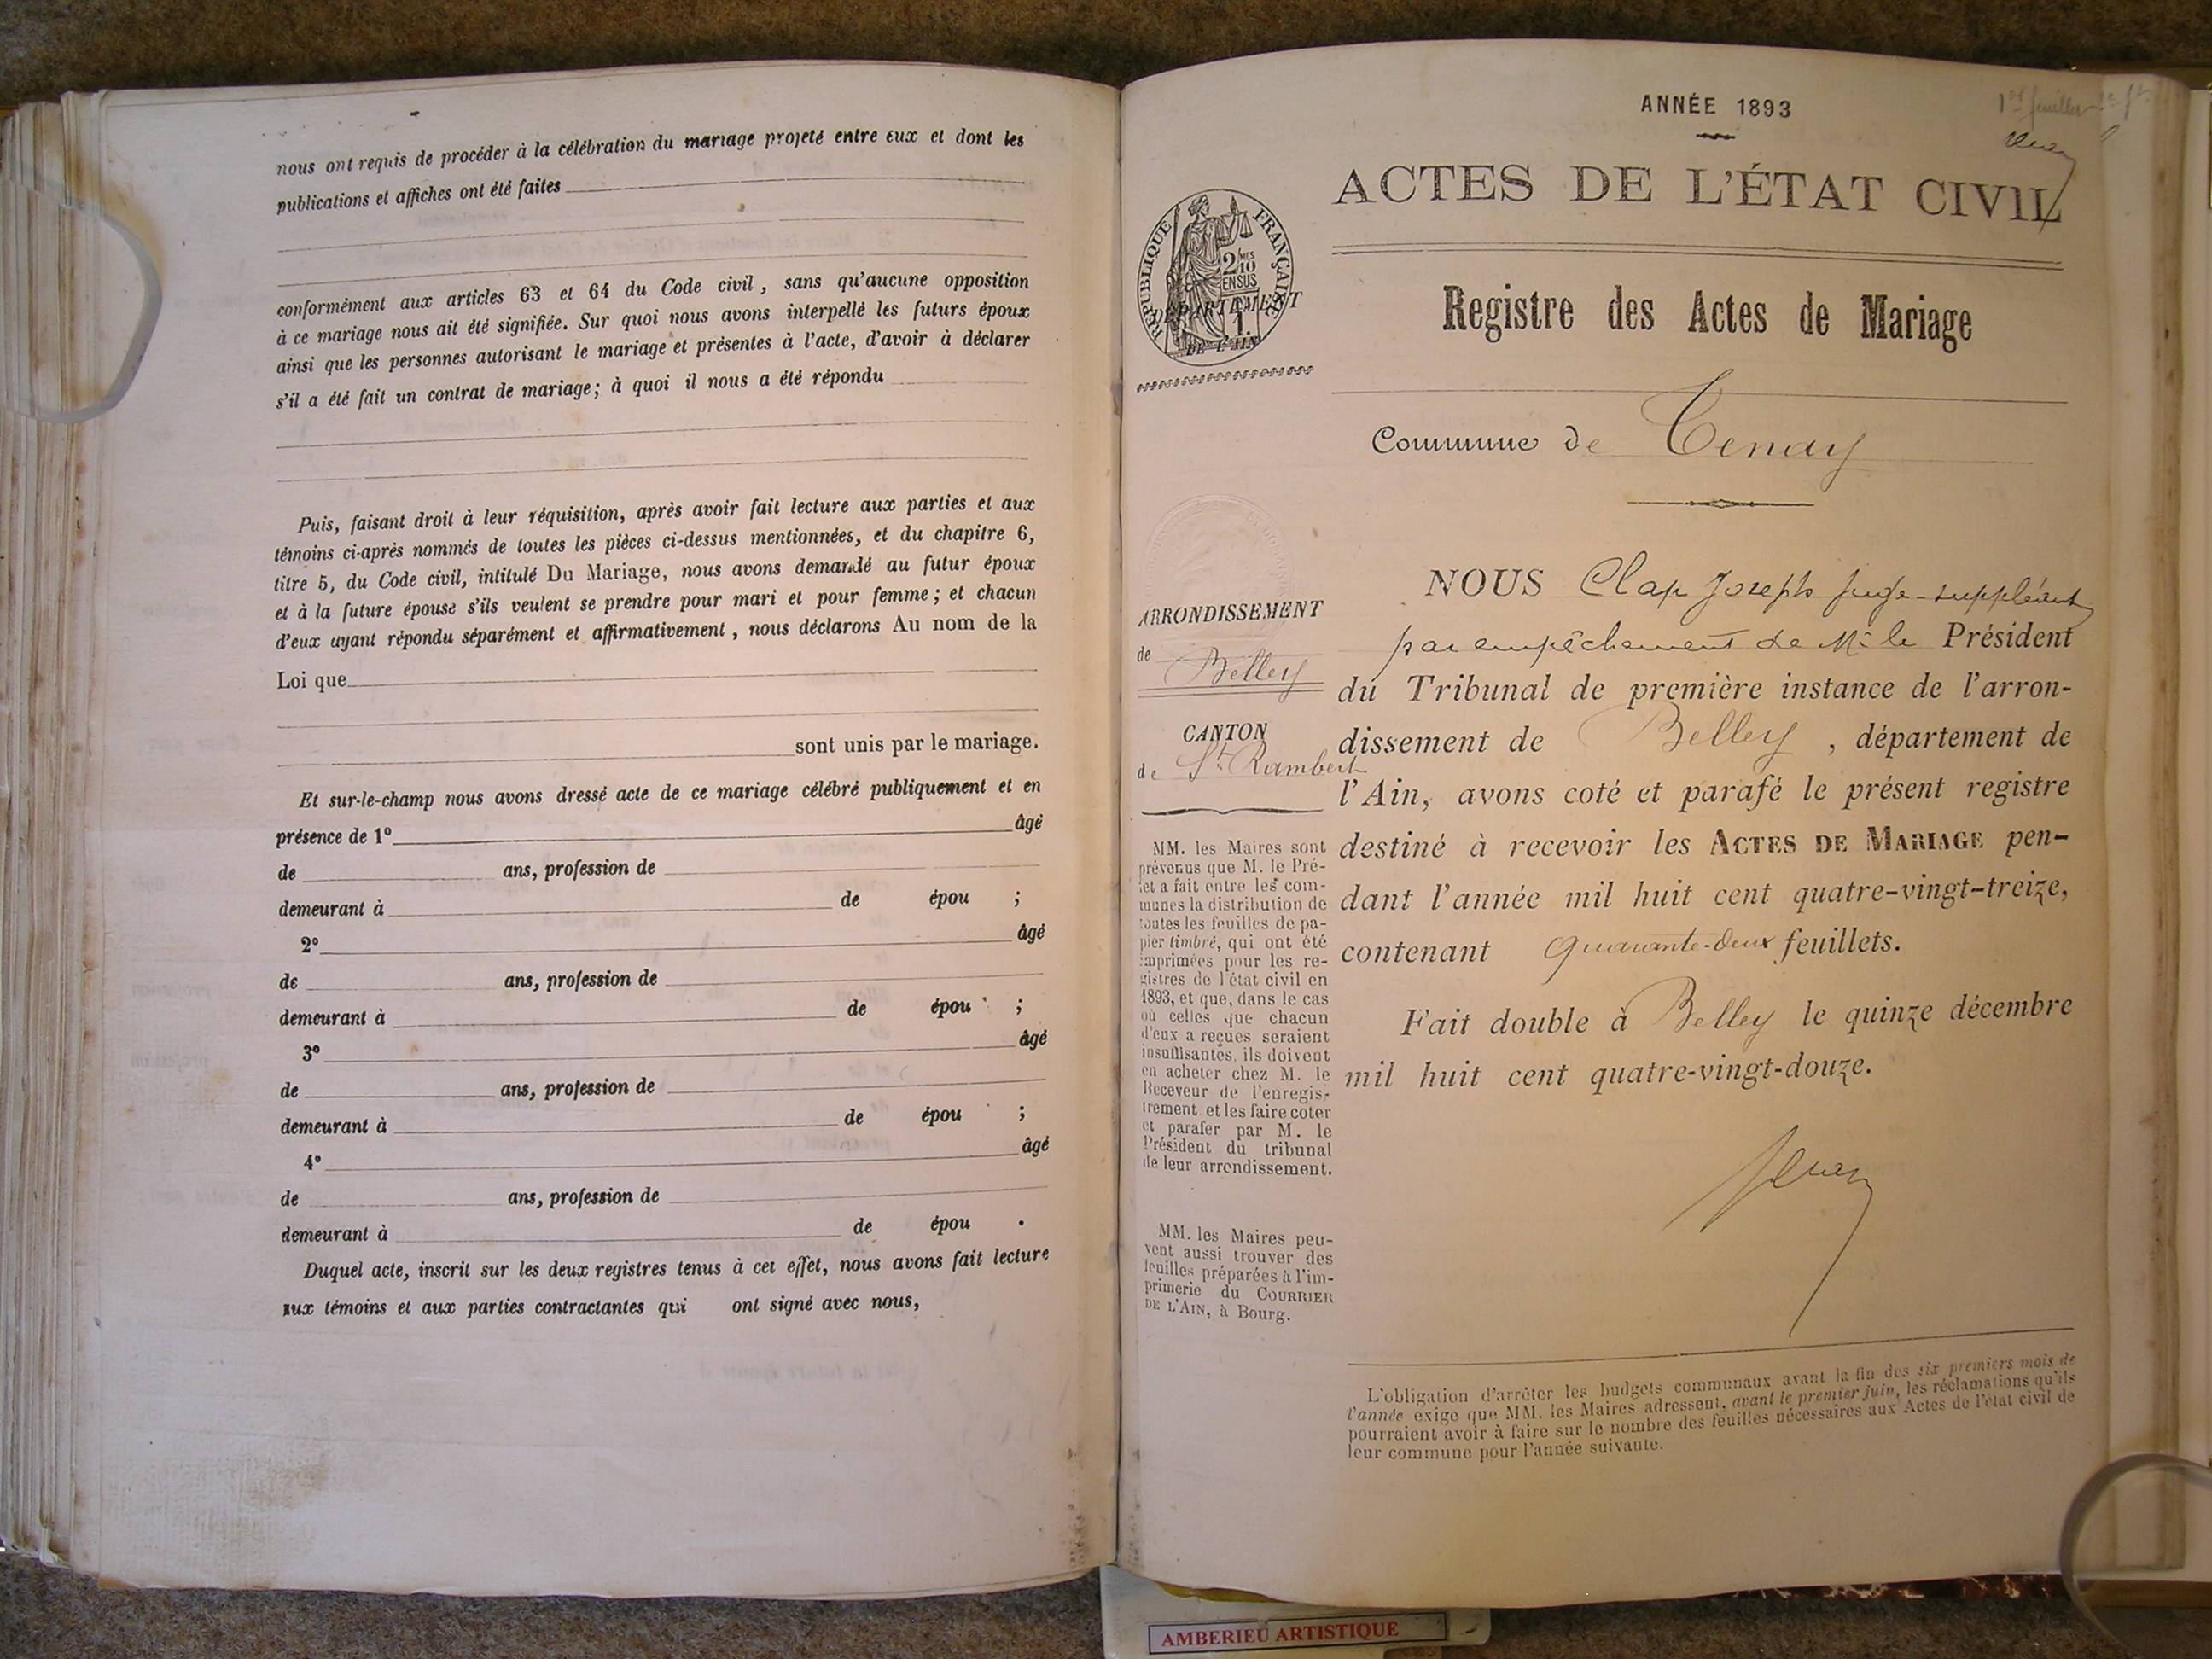 nous ont requis de procéder à la célébration du mariage projeté entre eux et dont les
publications et affiches ont été faites
conformément aux articles 63 et 64 du Code civil, sans qu'aucune opposition
à ce mariage nous ait été signifiée. Sur quoi nous avons interpellé les futurs époux
ainsi que les personnes autorisant le mariage et présentes à l'acte, d'avoir à déclarer
s'il a été fait un contrat de mariage; à quoi il nous a été répondu
Puis, faisant droit à leur réquisition, après avoir fait lecture aux parties et aux
témoins ci-après nommés de toutes les pièces ci-dessus mentionnées, et du chapitre 6,
titre 5, du Code civil, intitulé Du Mariage, nous avons demandé au futur époux
et à la future épouse s'ils veulent se prendre pour mari et pour femme; et chacun
d'eux ayant répondu séparément et affirmativement, nous déclarons Au nom de la
Loi que
sont unis par le mariage.
Et sur-le-champ nous avons dressé acte de ce mariage célébré publiquement et en
présence de 1° âgé
de ans, profession de
demeurant à de épou ;
2° âgé
de ans, profession de
demeurant à de épou ;
3° âgé
de ans, profession de
demeurant à de épou ;
4° âgé
de ans, profession de
demeurant à de épou .
Duquel acte, inscrit sur les deux registres tenus à cet effet, nous avons fait lecture
aux témoins et aux parties contractantes qui ont signé avec nous,
ANNÉE 1893
ACTES DE L'ÉTAT CIVIL
RÉPUBLIQUE FRANÇAISE
2/10 MES
EN SUS
DÉPARTEMENT
1.
DE L'AIN
Registre des Actes de Mariage
Commune de Tenay
ARRONDISSEMENT
de Belley
CANTON
de St Rambert
MM. les Maires sont
prévenus que M. le Pré-
fet a fait entre les com-
munes la distribution de
toutes les feuilles de pa-
pier timbré, qui ont été
imprimées pour les re-
gistres de l'état civil en
1893, et que, dans le cas
où celles que chacun
d'eux a reçues seraient
insuffisantes, ils doivent
en acheter chez M. le
Receveur de l'enregis-
trement et les faire coter
et parafer par M. le
Président du tribunal
de leur arrondissement.
MM. les Maires peu-
vent aussi trouver des
feuilles préparées à l'im-
primerie du COURRIER
DE L'AIN, à Bourg.
NOUS Clap Joseph juge-suppléant
par empêchement de Mr le Président
du Tribunal de première instance de l'arron-
dissement de Belley, département de
l'Ain, avons coté et parafé le présent registre
destiné à recevoir les ACTES DE MARIAGE pen-
dant l'année mil huit cent quatre-vingt-treize,
contenant quarante-deux feuillets.
Fait double à Belley le quinze décembre
mil huit cent quatre-vingt-douze.
L'obligation d'arrêter les budgets communaux avant la fin des six premiers mois de
l'année exige que MM. les Maires adressent, avant le premier juin, les réclamations qu'ils
pourraient avoir à faire sur le nombre des feuilles nécessaires aux Actes de l'état civil de
leur commune pour l'année suivante.
AMBERIEU ARTISTIQUE